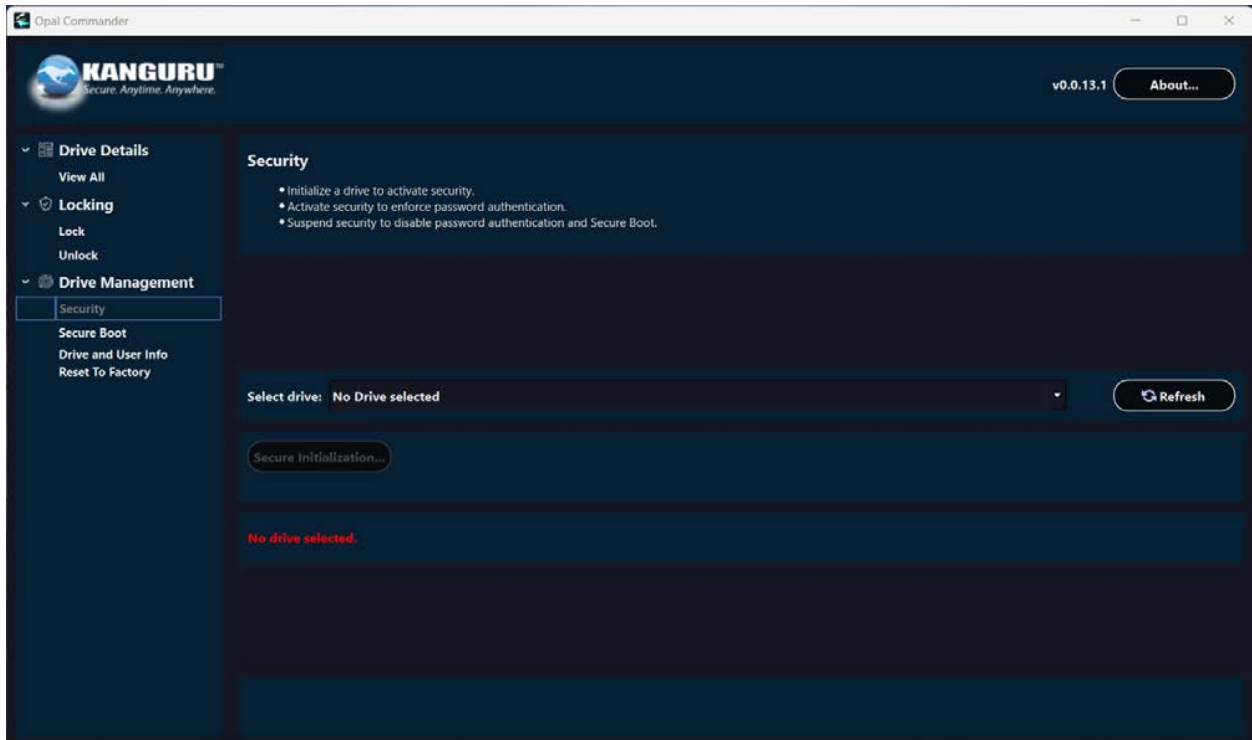 Opal Commander
KANGURU™
Secure. Anytime. Anywhere.
v0.0.13.1
About...
Drive Details
View All
Locking
Lock
Unlock
Drive Management
Security
Secure Boot
Drive and User Info
Reset To Factory
Security
• Initialize a drive to activate security.
• Activate security to enforce password authentication.
• Suspend security to disable password authentication and Secure Boot.
Select drive: No Drive selected
Refresh
Secure Initialization...
No drive selected.